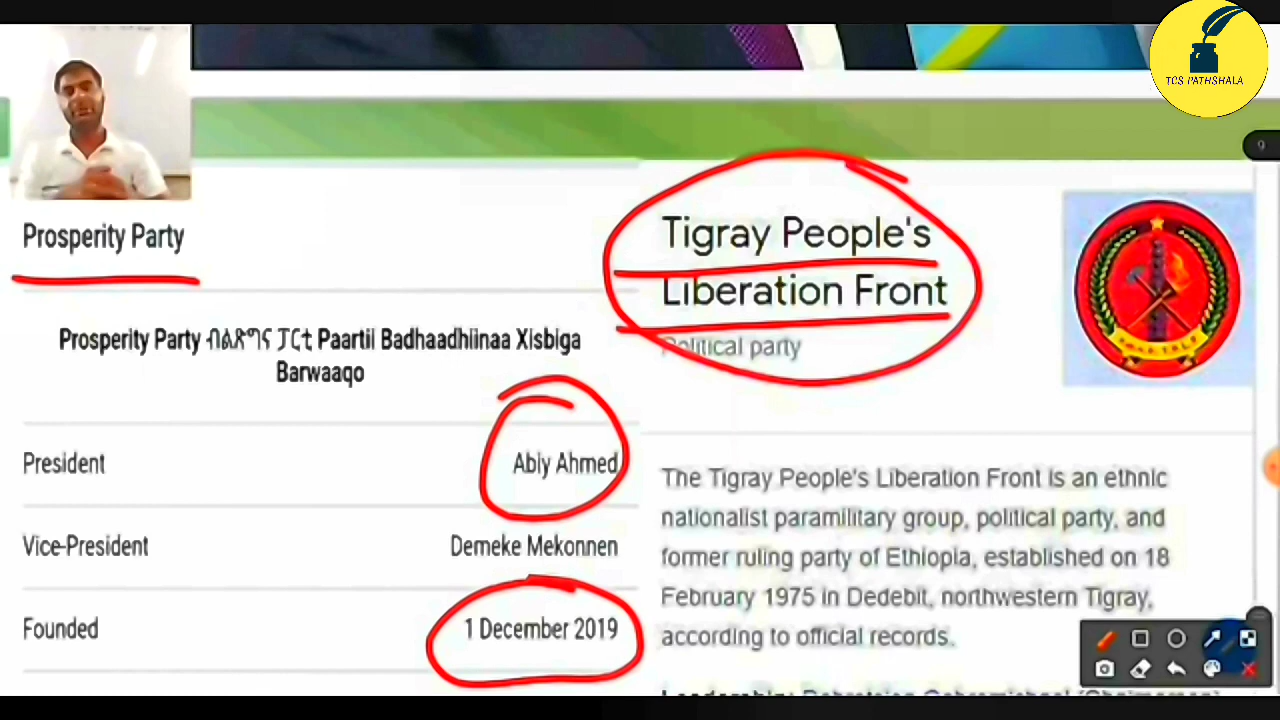 TCS PATHSHALA
9
Prosperity Party
Prosperity Party ብልጽግና ፓርቲ Paartii Badhaadhiinaa Xisbiga
Barwaaqo
President Abiy Ahmed
Vice-President Demeke Mekonnen
Founded 1 December 2019
Tigray People's
Liberation Front
Political party
The Tigray People's Liberation Front is an ethnic
nationalist paramilitary group, political party, and
former ruling party of Ethiopia, established on 18
February 1975 in Dedebit, northwestern Tigray,
according to official records.